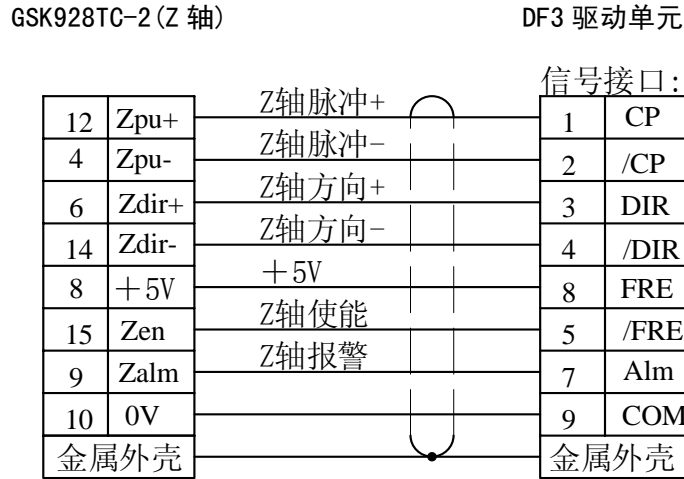 GSK928TC-2(Z 轴) DF3 驱动单元
信号接口:
12 Zpu+ Z轴脉冲+ 1 CP
4 Zpu- Z轴脉冲- 2 /CP
6 Zdir+ Z轴方向+ 3 DIR
14 Zdir- Z轴方向- 4 /DIR
8 +5V +5V 8 FRE
15 Zen Z轴使能 5 /FRE
9 Zalm Z轴报警 7 Alm
10 0V 9 COM
金属外壳 金属外壳